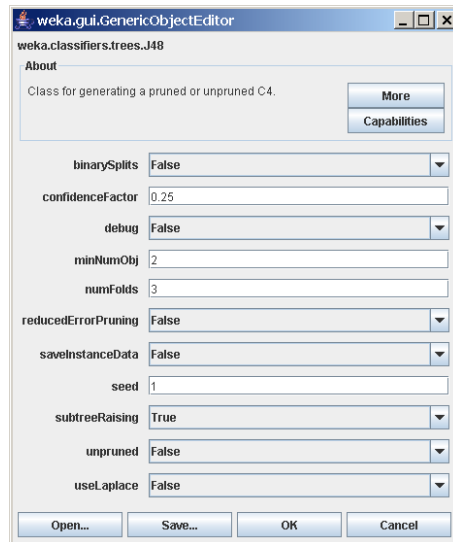 weka.gui.GenericObjectEditor
weka.classifiers.trees.J48
About
Class for generating a pruned or unpruned C4.
More
Capabilities
binarySplits False
confidenceFactor 0.25
debug False
minNumObj 2
numFolds 3
reducedErrorPruning False
saveInstanceData False
seed 1
subtreeRaising True
unpruned False
useLaplace False
Open... Save... OK Cancel